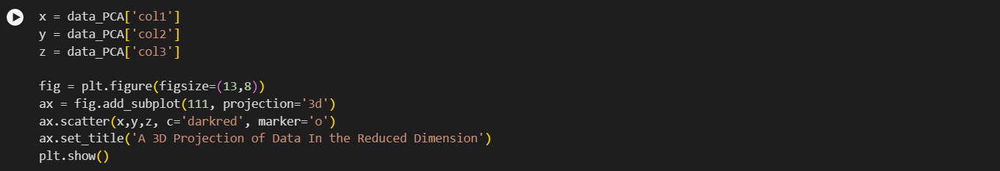 x = data_PCA['col1']
y = data_PCA['col2']
z = data_PCA['col3']

fig = plt.figure(figsize=(13,8))
ax = fig.add_subplot(111, projection='3d')
ax.scatter(x,y,z, c='darkred', marker='o')
ax.set_title('A 3D Projection of Data In the Reduced Dimension')
plt.show()